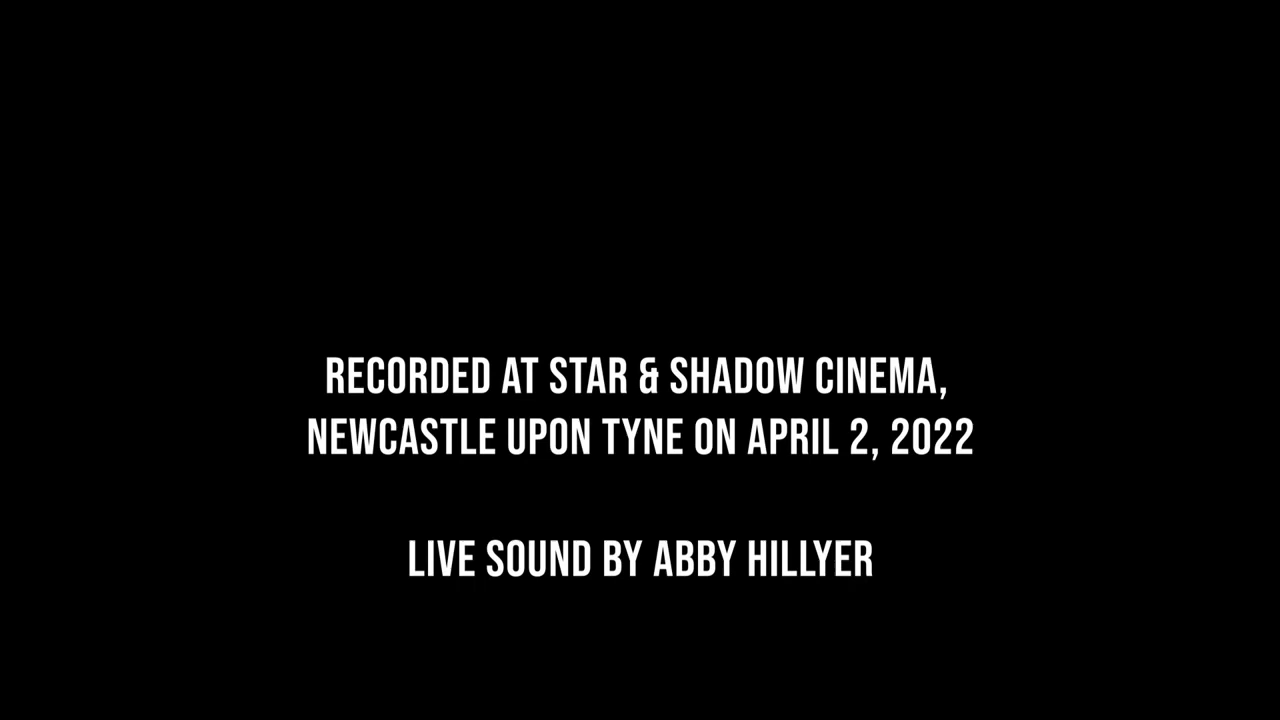 RECORDED AT STAR & SHADOW CINEMA,
NEWCASTLE UPON TYNE ON APRIL 2, 2022
LIVE SOUND BY ABBY HILLYER